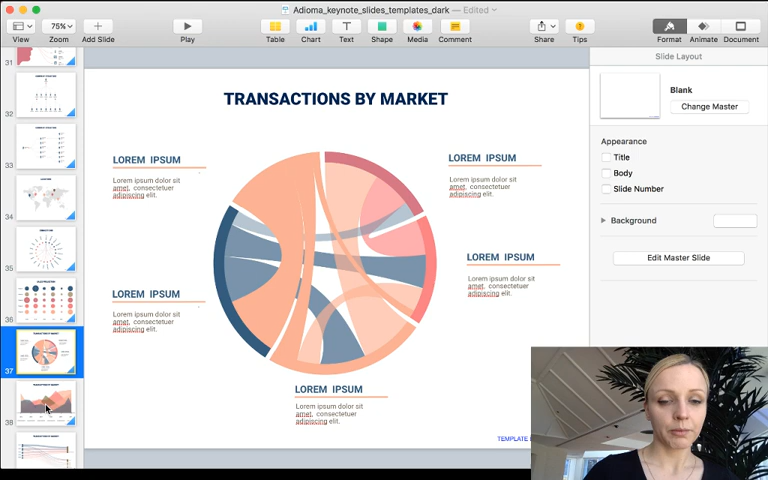 Adioma_keynote_slides_templates_dark — Edited
75%
View
Zoom
Add Slide
Play
Table
Chart
Text
Shape
Media
Comment
Share
Tips
Format
Animate
Document
31
32
33
34
35
36
37
38
TRANSACTIONS BY MARKET
LOREM IPSUM
Lorem ipsum dolor sit
amet, consectetuer
adipiscing elit.
LOREM IPSUM
Lorem ipsum dolor sit
amet, consectetuer
adipiscing elit.
LOREM IPSUM
Lorem ipsum dolor sit
amet, consectetuer
adipiscing elit.
LOREM IPSUM
Lorem ipsum dolor sit
amet, consectetuer
adipiscing elit.
LOREM IPSUM
Lorem ipsum dolor sit
amet, consectetuer
adipiscing elit.
TEMPLATE
Slide Layout
Blank
Change Master
Appearance
Title
Body
Slide Number
Background
Edit Master Slide